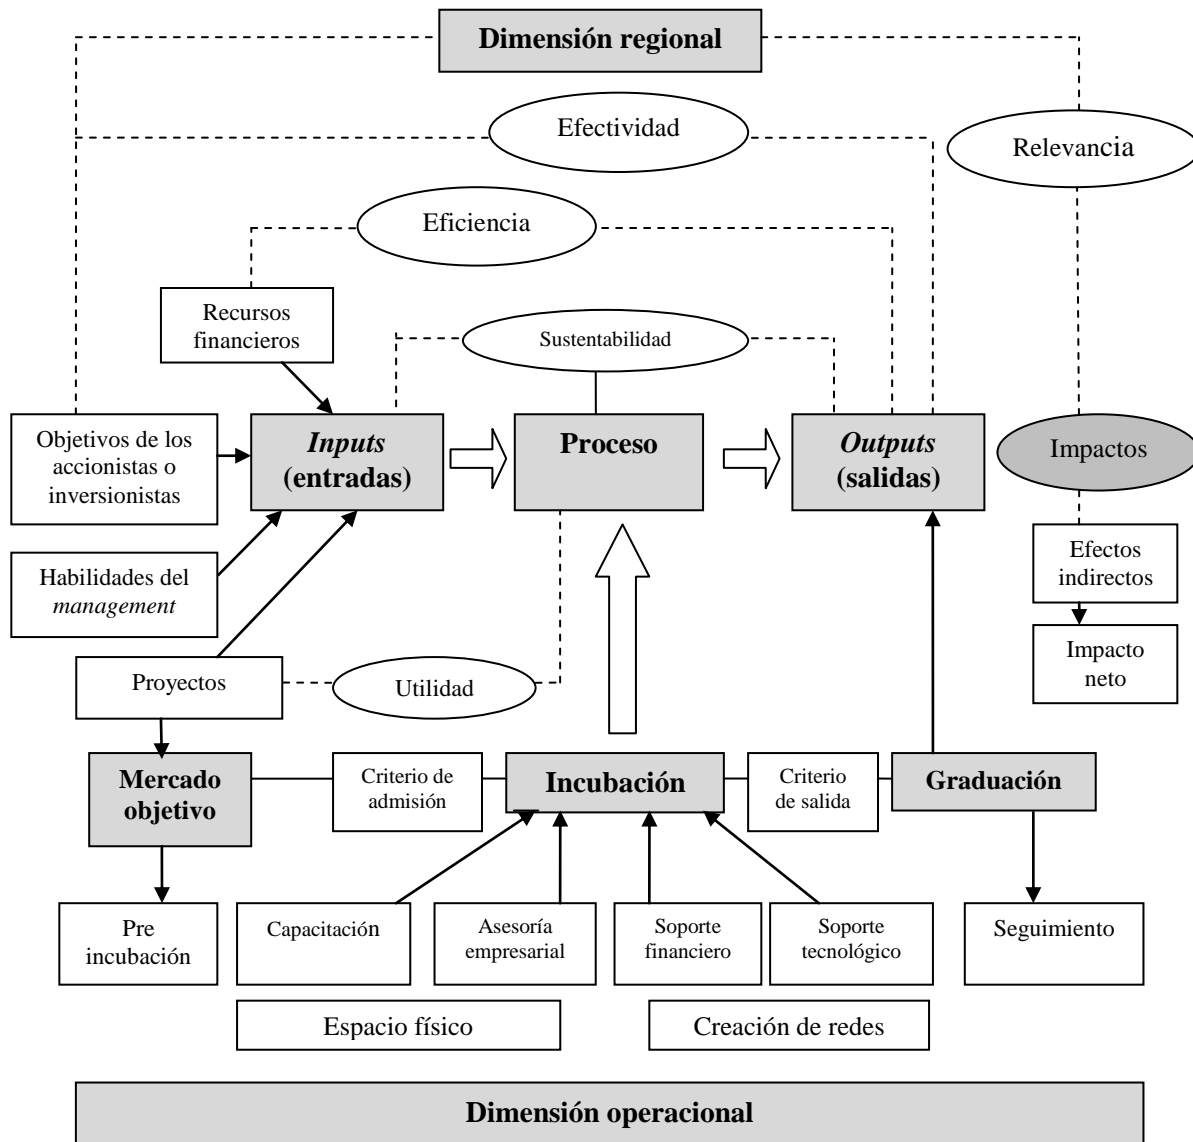 Dimensión regional
Efectividad
Relevancia
Eficiencia
Recursos
financieros
Sustentabilidad
Objetivos de los
accionistas o
inversionistas
Inputs
(entradas)
Proceso
Outputs
(salidas)
Impactos
Habilidades del
management
Efectos
indirectos
Impacto
neto
Proyectos
Utilidad
Mercado
objetivo
Criterio de
admisión
Incubación
Criterio
de salida
Graduación
Pre
incubación
Capacitación
Asesoría
empresarial
Soporte
financiero
Soporte
tecnológico
Seguimiento
Espacio físico
Creación de redes
Dimensión operacional